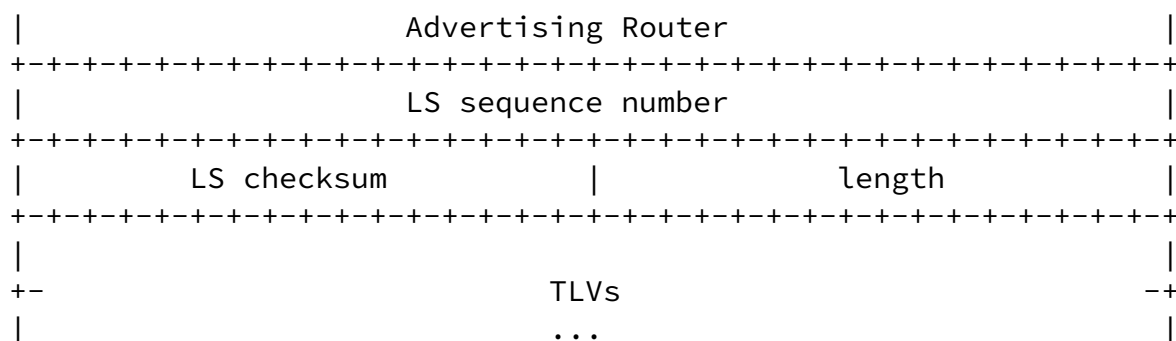 |                     Advertising Router                        |
+-+-+-+-+-+-+-+-+-+-+-+-+-+-+-+-+-+-+-+-+-+-+-+-+-+-+-+-+-+-+-+-+
|                     LS sequence number                        |
+-+-+-+-+-+-+-+-+-+-+-+-+-+-+-+-+-+-+-+-+-+-+-+-+-+-+-+-+-+-+-+-+
|         LS checksum           |             length            |
+-+-+-+-+-+-+-+-+-+-+-+-+-+-+-+-+-+-+-+-+-+-+-+-+-+-+-+-+-+-+-+-+
|                                                               |
+-                            TLVs                             -+
|                             ...                               |